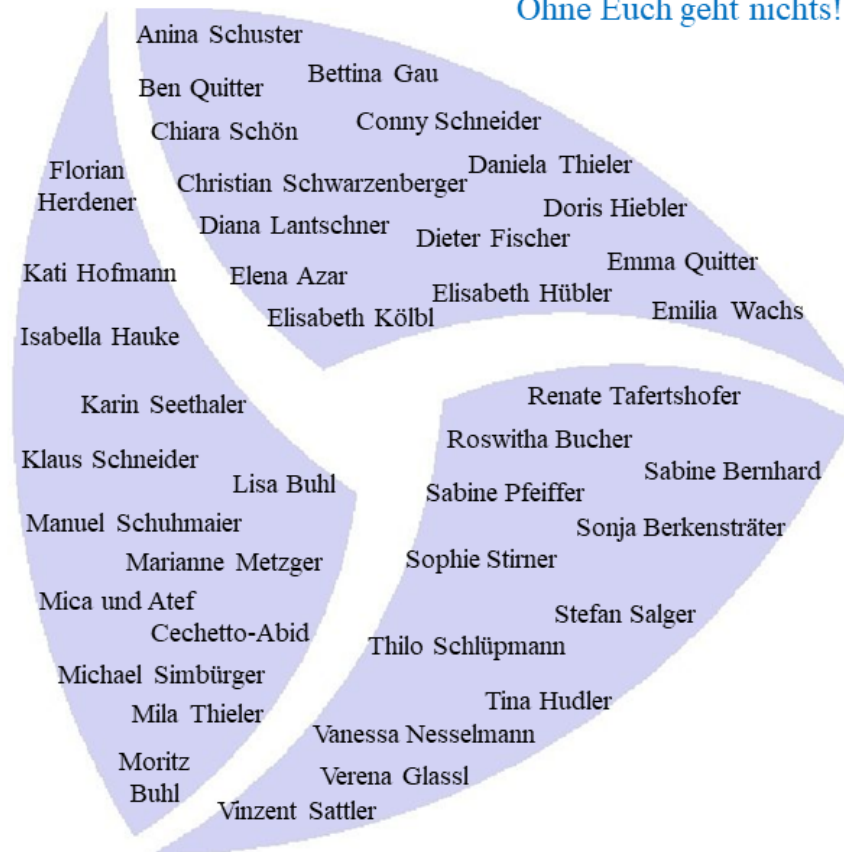 Ohne Euch geht nichts!
Anina Schuster
Bettina Gau
Ben Quitter
Conny Schneider
Chiara Schön
Daniela Thieler
Christian Schwarzenberger
Doris Hiebler
Diana Lantschner
Dieter Fischer
Emma Quitter
Elena Azar
Elisabeth Hübler
Emilia Wachs
Elisabeth Kölbl
Florian
Herdener
Kati Hofmann
Isabella Hauke
Karin Seethaler
Klaus Schneider
Lisa Buhl
Manuel Schuhmaier
Marianne Metzger
Mica und Atef
Cechetto-Abid
Michael Simbürger
Mila Thieler
Moritz
Buhl
Renate Tafertshofer
Roswitha Bucher
Sabine Bernhard
Sabine Pfeiffer
Sonja Berkensträter
Sophie Stirner
Stefan Salger
Thilo Schlüpmann
Tina Hudler
Vanessa Nesselmann
Verena Glassl
Vinzent Sattler